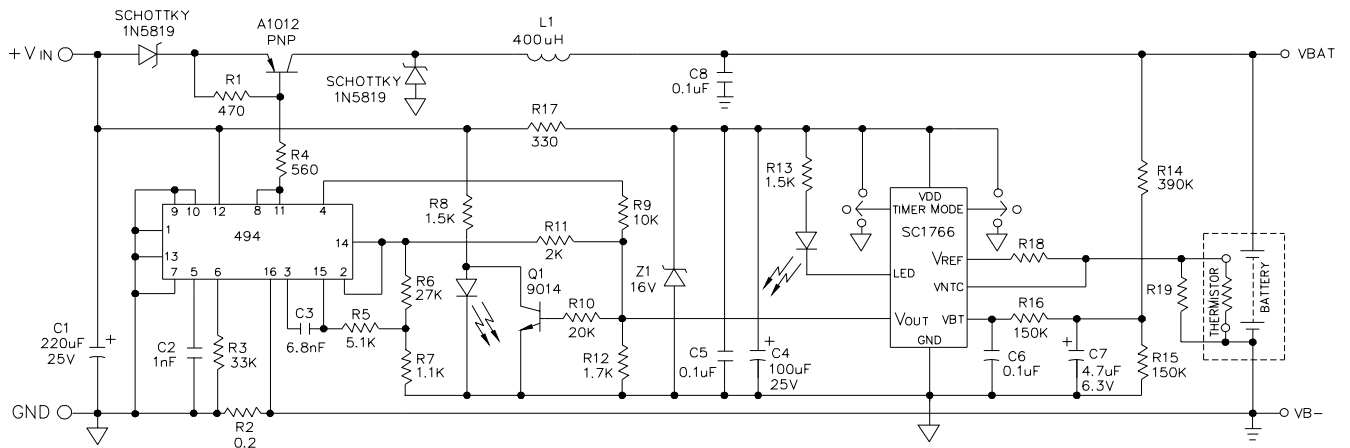 SCHOTTKY
1N5819
A1012
PNP
L1
400uH
+VIN
VBAT
R1
470
SCHOTTKY
1N5819
C8
0.1uF
R17
330
R4
560
R13
1.5K
R14
390K
9 10 12 8 11 4
R8
1.5K
R9
10K
VDD
TIMER MODE
1
494
14
R11
2K
SC1766
13
VREF
R18
7 5 6 16 3 15 2
R6
27K
Q1
9014
Z1
16V
LED
VNTC
R19
THERMISTOR
BATTERY
C3
6.8nF
R5
5.1K
R10
20K
VOUT
VBT
R16
150K
GND
C1
220uF
25V
+
C2
1nF
R3
33K
R7
1.1K
R12
1.7K
C5
0.1uF
+
C4
100uF
25V
C6
0.1uF
+
C7
4.7uF
6.3V
R15
150K
GND
R2
0.2
VB-